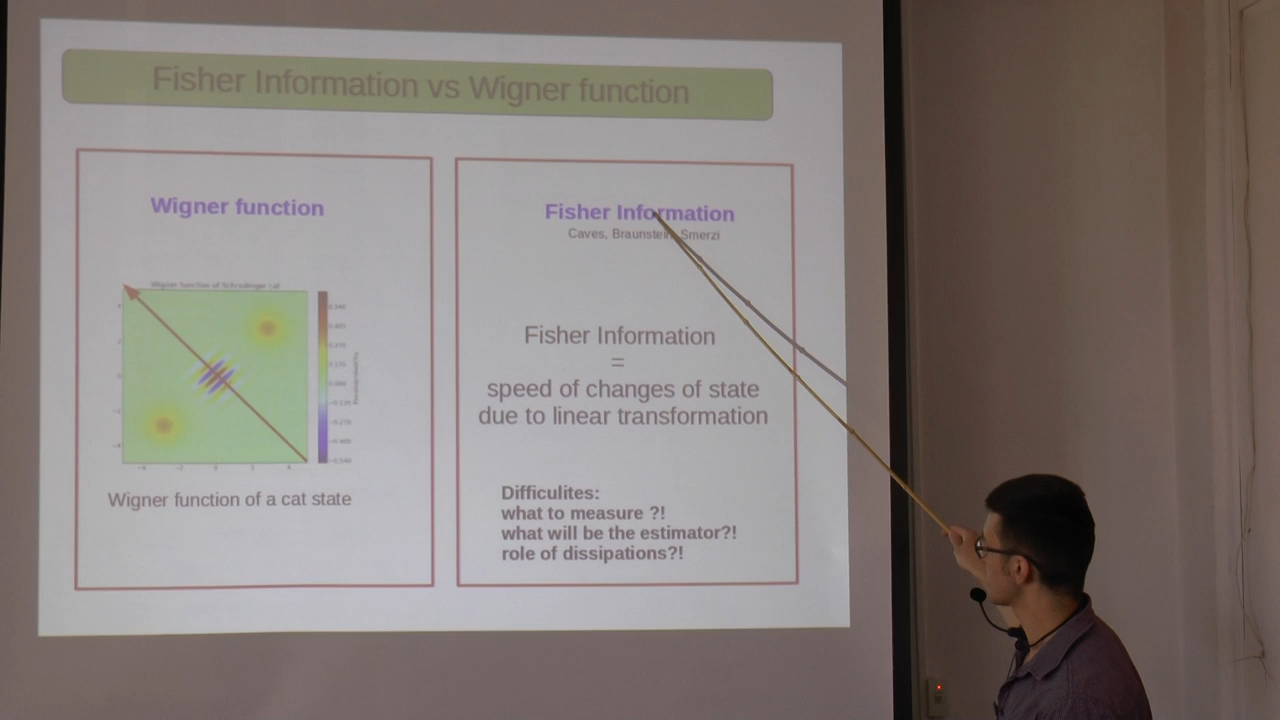 Fisher Information vs Wigner function
Wigner function
Wigner function of Schrodinger cat
Wigner function of a cat state
Fisher Information
Caves, Braunstein, Smerzi
Fisher Information
=
speed of changes of state
due to linear transformation
Difficulites:
what to measure ?!
what will be the estimator?!
role of dissipations?!